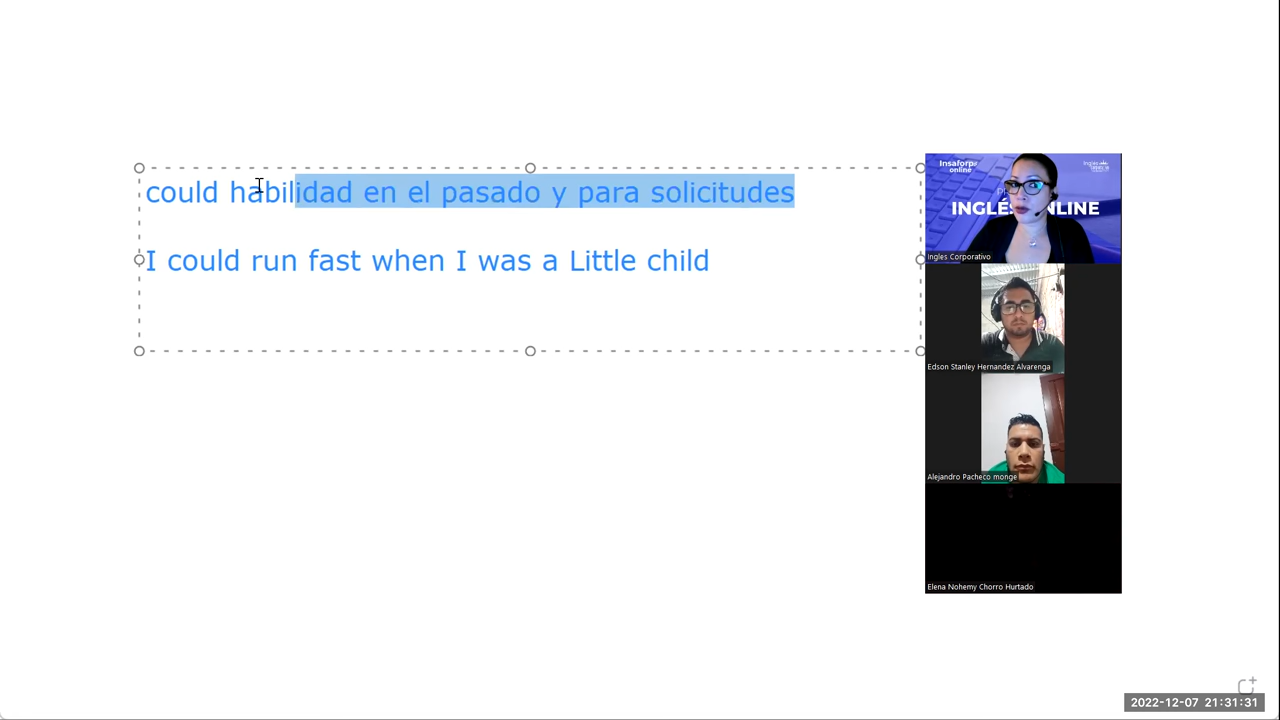 could habilidad en el pasado y para solicitudes
I could run fast when I was a Little child
Insaforp
online
INGLÉS ONLINE
Ingles Corporativo
Edson Stanley Hernandez Alvarenga
Alejandro Pacheco monge
Elena Nohemy Chorro Hurtado
2022-12-07 21:31:31